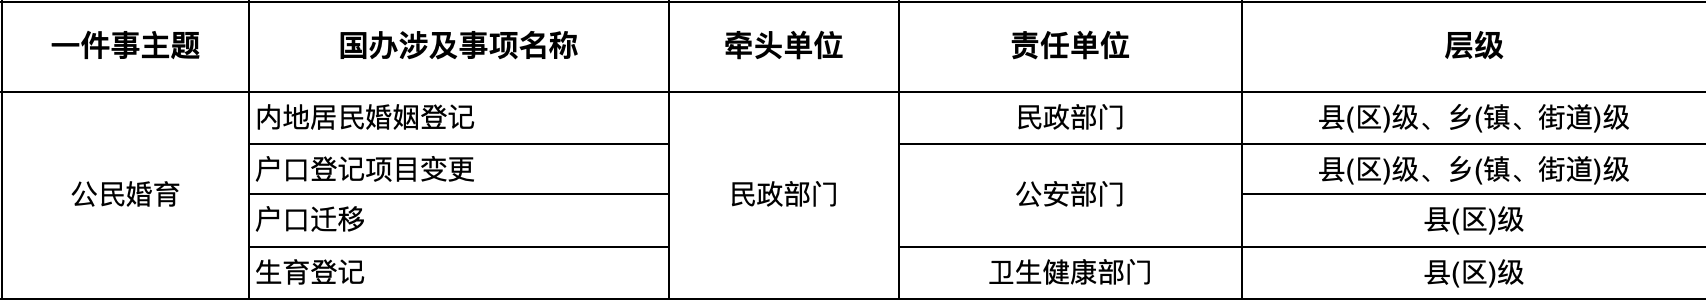 一件事主题 国办涉及事项名称 牵头单位 责任单位 层级
内地居民婚姻登记 民政部门 县(区)级、乡(镇、街道)级
户口登记项目变更 县(区)级、乡(镇、街道)级
公民婚育 民政部门 公安部门
户口迁移 县(区)级
生育登记 卫生健康部门 县(区)级